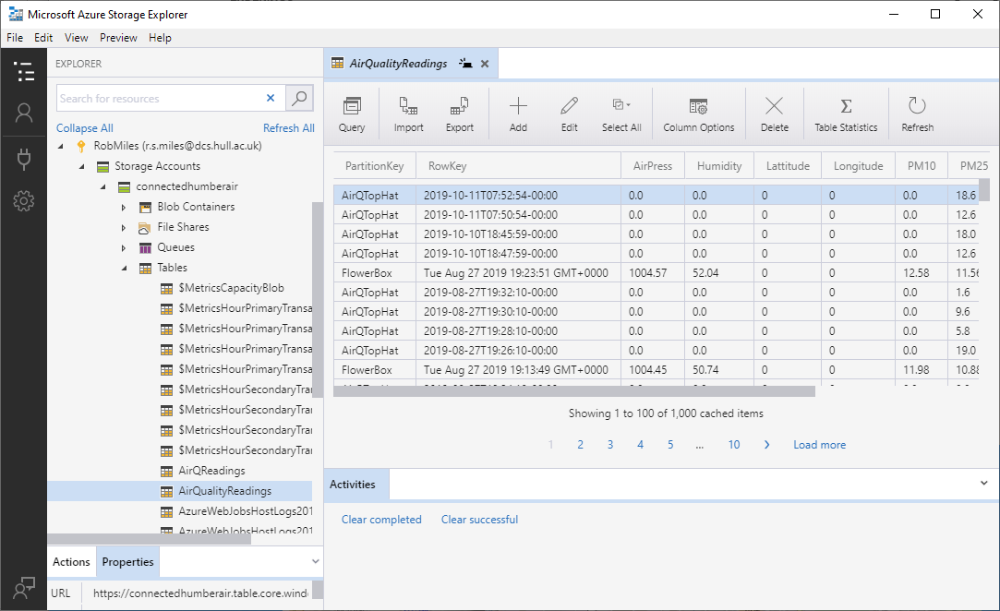 Microsoft Azure Storage Explorer
File Edit View Preview Help
EXPLORER
Search for resources
Collapse All Refresh All
RobMiles (r.s.miles@dcs.hull.ac.uk)
Storage Accounts
connectedhumberair
Blob Containers
File Shares
Queues
Tables
$MetricsCapacityBlob
$MetricsHourPrimaryTransa
$MetricsHourPrimaryTransa
$MetricsHourPrimaryTransa
$MetricsHourPrimaryTransa
$MetricsHourSecondaryTrar
$MetricsHourSecondaryTrar
$MetricsHourSecondaryTrar
$MetricsHourSecondaryTrar
AirQReadings
AirQualityReadings
AzureWebJobsHostLogs201
AzureWebJobsHostLogs201
Actions Properties
URL https://connectedhumberair.table.core.wind
AirQualityReadings
Query Import Export Add Edit Select All Column Options Delete Table Statistics Refresh
PartitionKey RowKey AirPress Humidity Lattitude Longitude PM10 PM25
AirQTopHat 2019-10-11T07:52:54-00:00 0.0 0.0 0 0 0.0 18.6
AirQTopHat 2019-10-11T07:50:54-00:00 0.0 0.0 0 0 0.0 12.6
AirQTopHat 2019-10-10T18:45:59-00:00 0.0 0.0 0 0 0.0 18.0
AirQTopHat 2019-10-10T18:47:59-00:00 0.0 0.0 0 0 0.0 12.6
FlowerBox Tue Aug 27 2019 19:23:51 GMT+0000 1004.57 52.04 0 0 12.58 11.56
AirQTopHat 2019-08-27T19:32:10-00:00 0.0 0.0 0 0 0.0 1.6
AirQTopHat 2019-08-27T19:30:10-00:00 0.0 0.0 0 0 0.0 9.6
AirQTopHat 2019-08-27T19:28:10-00:00 0.0 0.0 0 0 0.0 5.8
AirQTopHat 2019-08-27T19:26:10-00:00 0.0 0.0 0 0 0.0 19.0
FlowerBox Tue Aug 27 2019 19:13:49 GMT+0000 1004.45 50.74 0 0 11.98 10.88
Showing 1 to 100 of 1,000 cached items
1 2 3 4 5 ... 10 Load more
Activities
Clear completed Clear successful